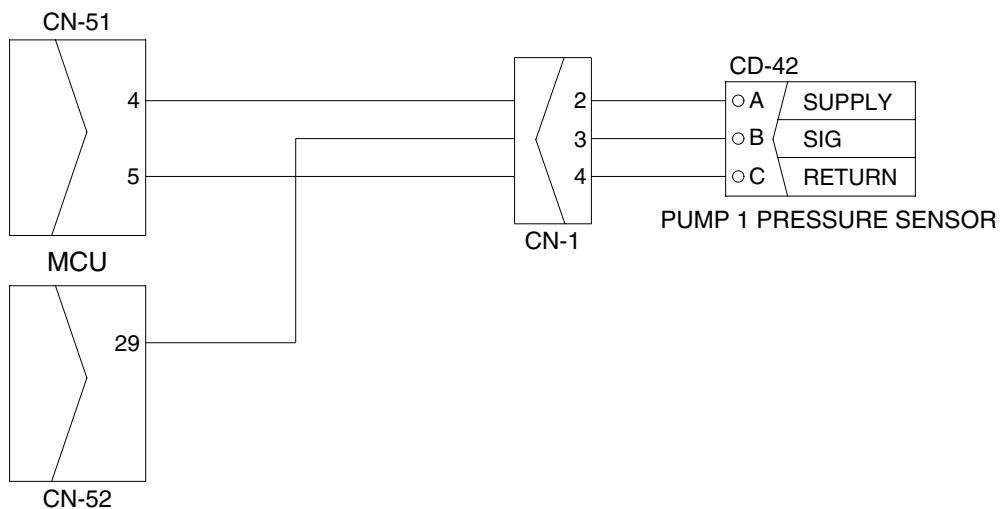 CN-51
CD-42
4
2
A
SUPPLY
3
B
SIG
5
4
C
RETURN
PUMP 1 PRESSURE SENSOR
CN-1
MCU
29
CN-52